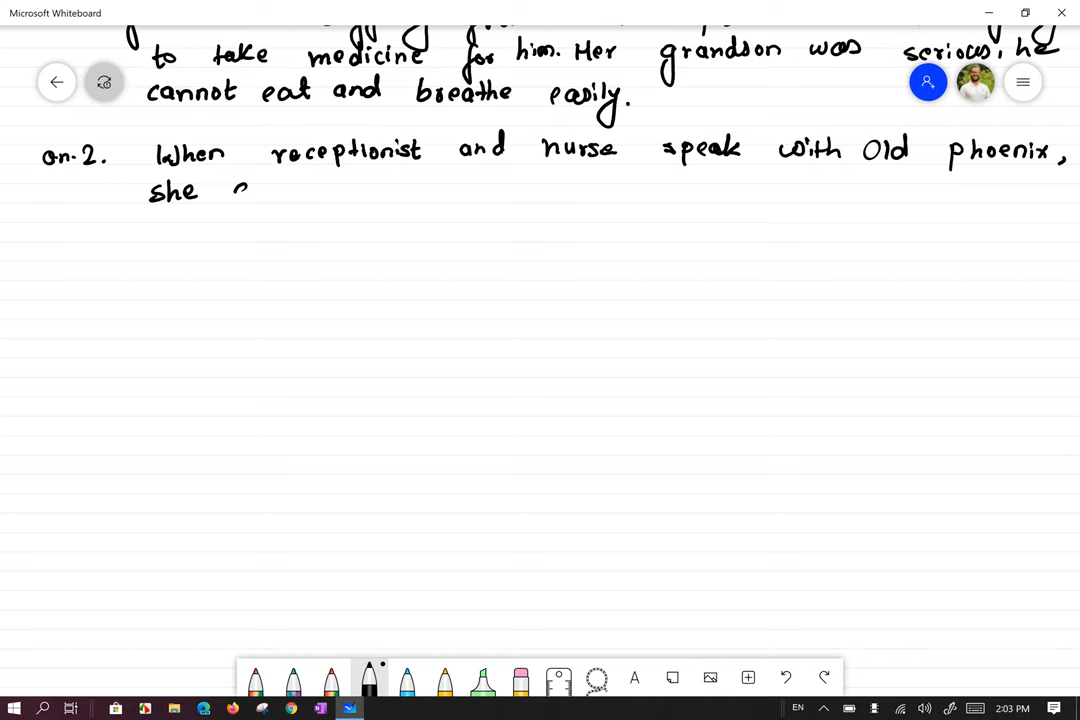 Microsoft Whiteboard
to take medicine for him. Her grandson was serious, he
cannot eat and breathe easily.
an-2. When receptionist and nurse speak with Old phoenix,
she
A
EN
2:03 PM